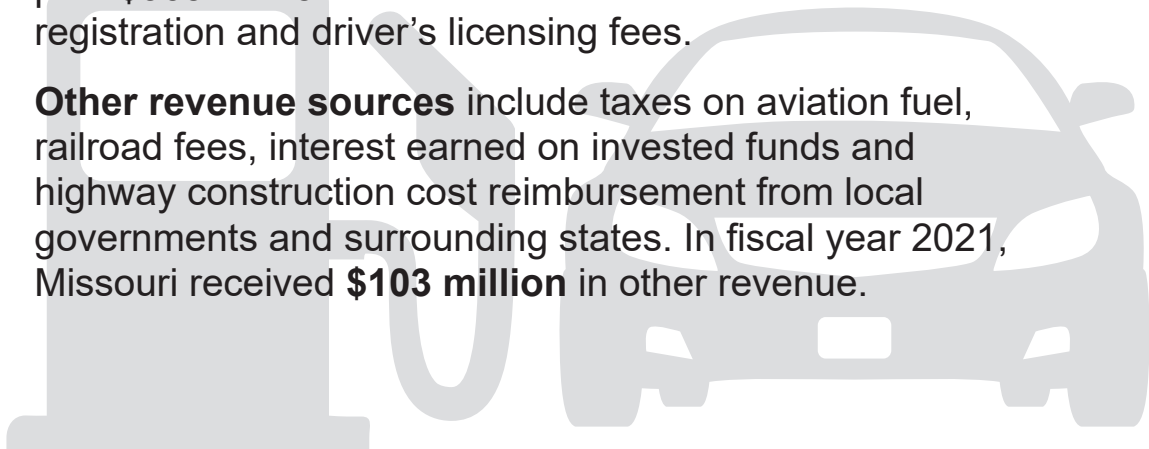 registration and driver’s licensing fees.
Other revenue sources include taxes on aviation fuel,
railroad fees, interest earned on invested funds and
highway construction cost reimbursement from local
governments and surrounding states. In fiscal year 2021,
Missouri received $103 million in other revenue.